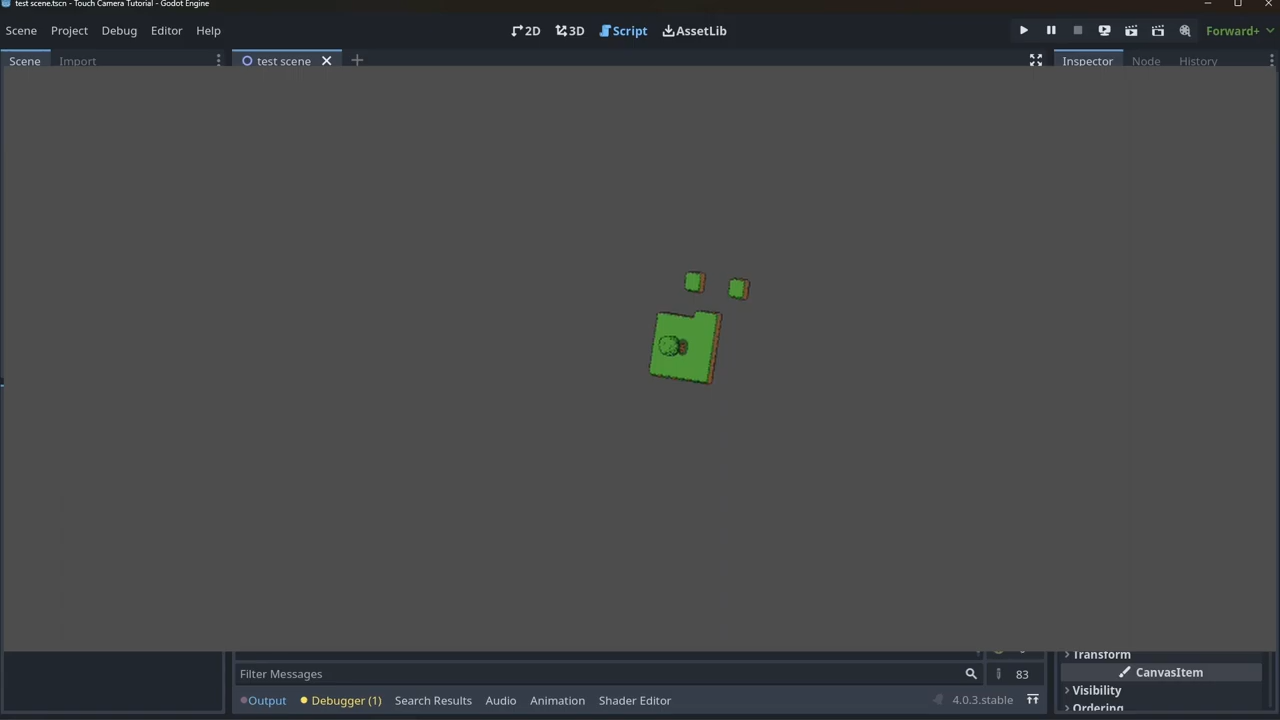 test scene.tscn - Touch Camera Tutorial - Godot Engine
Scene Project Debug Editor Help 2D 3D Script AssetLib Forward+
Scene Import test scene Inspector Node History
Transform
Filter Messages 83 CanvasItem
Visibility
Output Debugger (1) Search Results Audio Animation Shader Editor 4.0.3.stable Ordering